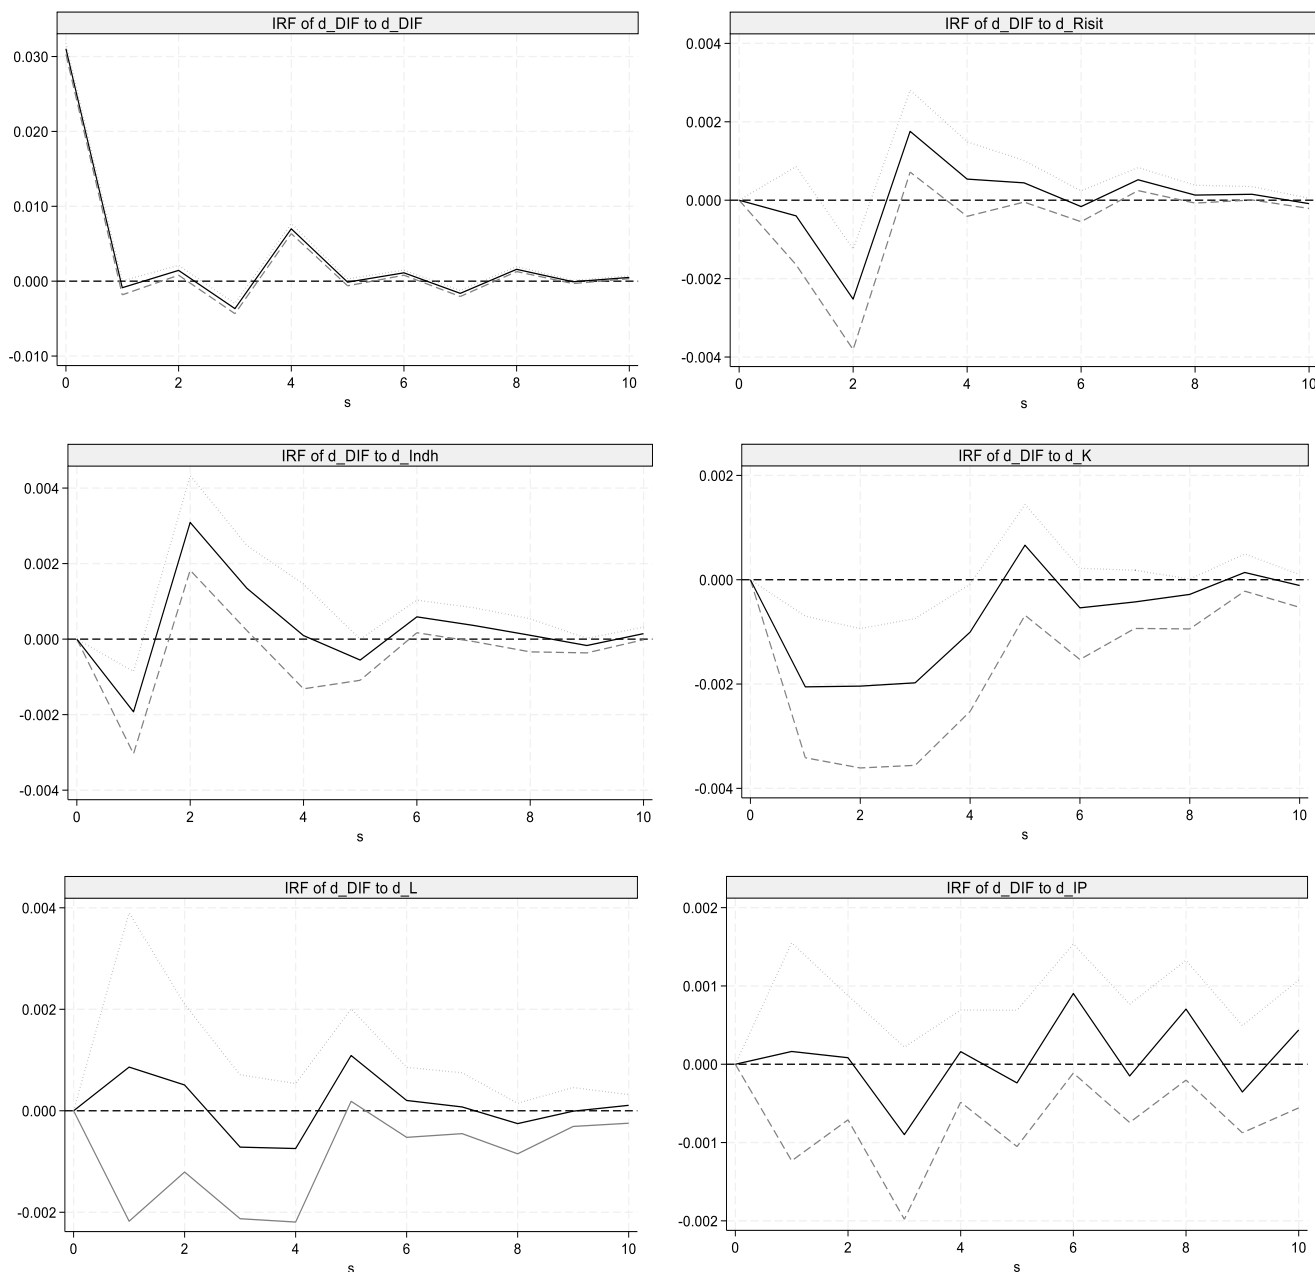 IRF of d_DIF to d_DIF
0.030
0.020
0.010
0.000
-0.010
0 2 4 6 8 10
s
IRF of d_DIF to d_Risit
0.004
0.002
0.000
-0.002
-0.004
0 2 4 6 8 10
s
IRF of d_DIF to d_Indh
0.004
0.002
0.000
-0.002
-0.004
0 2 4 6 8 10
s
IRF of d_DIF to d_K
0.002
0.000
-0.002
-0.004
0 2 4 6 8 10
s
IRF of d_DIF to d_L
0.004
0.002
0.000
-0.002
0 2 4 6 8 10
s
IRF of d_DIF to d_IP
0.002
0.001
0.000
-0.001
-0.002
0 2 4 6 8 10
s